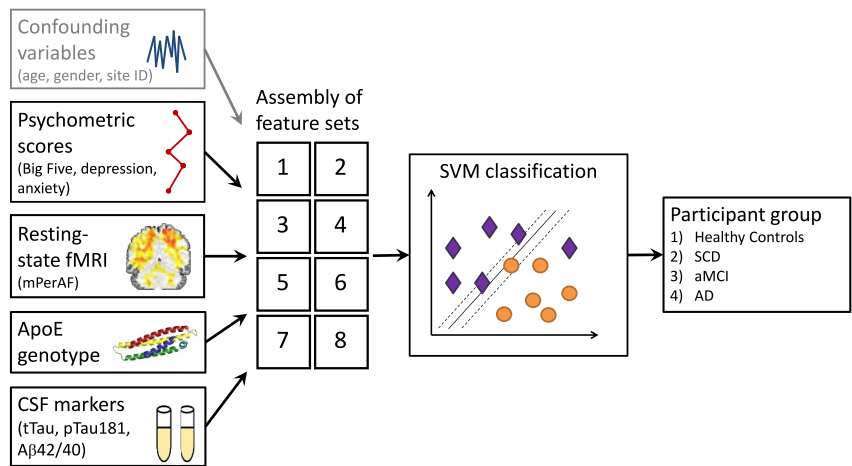 Confounding
variables
(age, gender, site ID)
Psychometric
scores
(Big Five, depression,
anxiety)
Resting-
state fMRI
(mPerAF)
ApoE
genotype
CSF markers
(tTau, pTau181,
Aβ42/40)
Assembly of
feature sets
1 2
3 4
5 6
7 8
SVM classification
Participant group
1) Healthy Controls
2) SCD
3) aMCI
4) AD